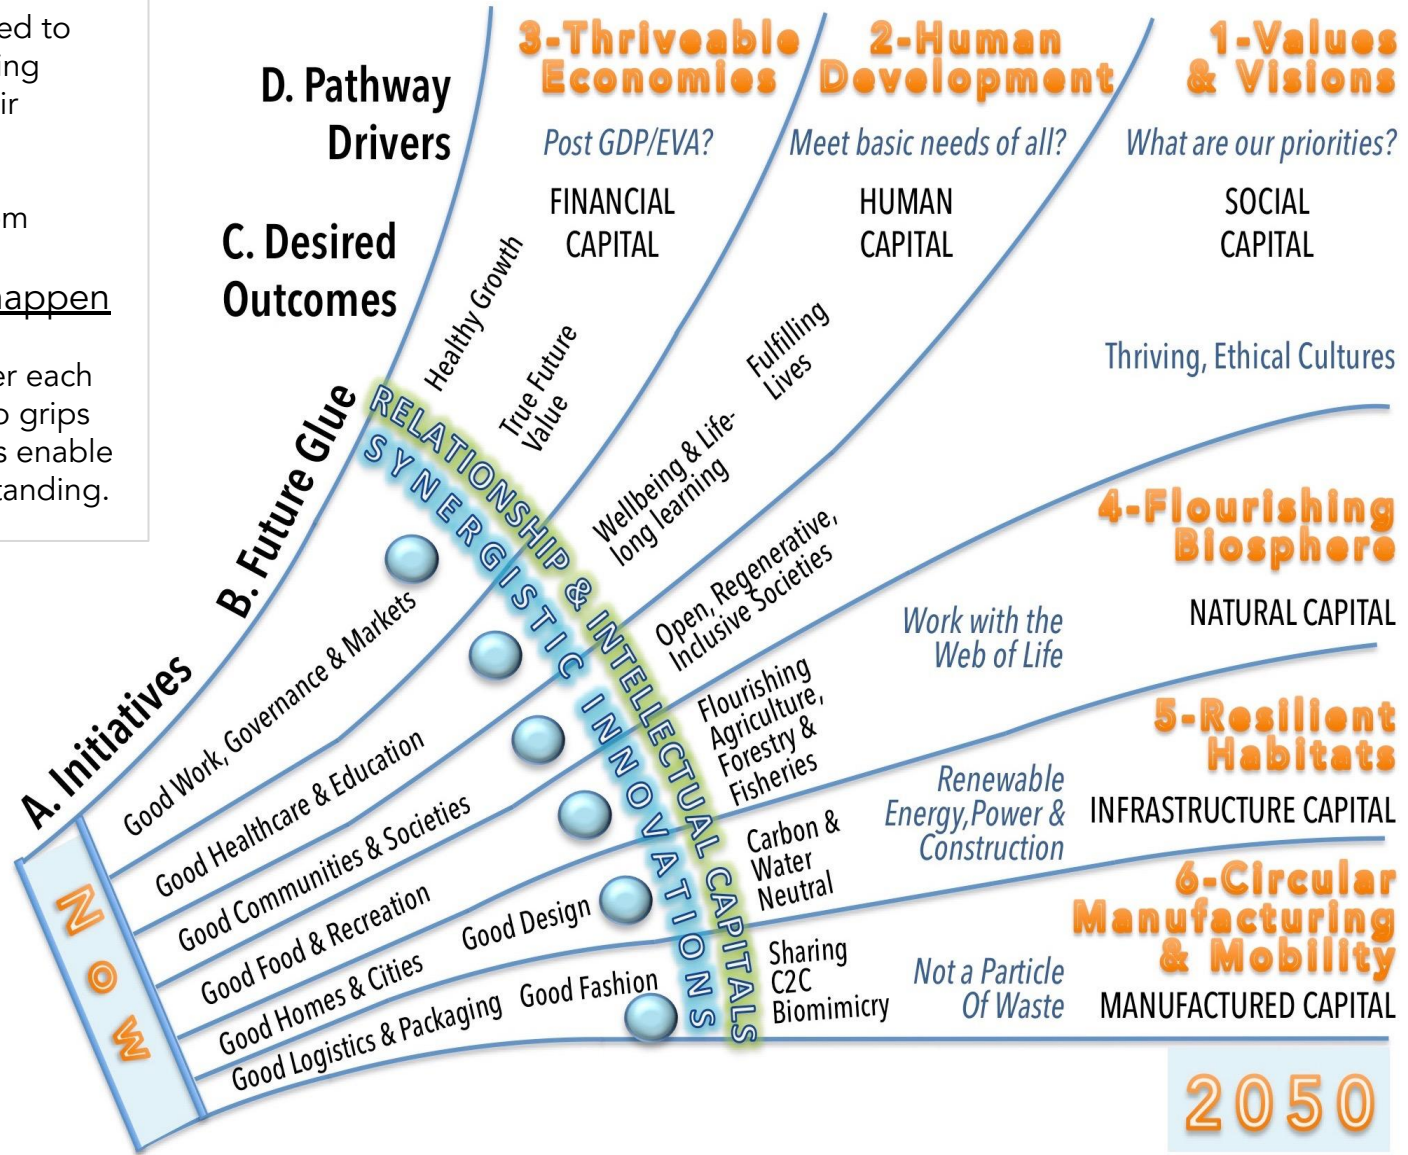 ed to
ing
ir
m
happen
er each
o grips
s enable
tanding.
D. Pathway
Drivers
C. Desired
Outcomes
B. Future Glue
A. Initiatives
3-Thriveable
Economies
Post GDP/EVA?
FINANCIAL
CAPITAL
Healthy Growth
True Future
Value
2-Human
Development
Meet basic needs of all?
HUMAN
CAPITAL
Fulfilling
Lives
Wellbeing & Life-
long learning
1-Values
& Visions
What are our priorities?
SOCIAL
CAPITAL
Thriving, Ethical Cultures
Open, Regenerative,
Inclusive Societies
4-Flourishing
Biosphere
NATURAL CAPITAL
Work with the
Web of Life
Flourishing
Agriculture,
Forestry &
Fisheries
5-Resilient
Habitats
INFRASTRUCTURE CAPITAL
Renewable
Energy,Power &
Construction
Carbon &
Water
Neutral
6-Circular
Manufacturing
& Mobility
MANUFACTURED CAPITAL
Not a Particle
Of Waste
Sharing
C2C
Biomimicry
RELATIONSHIP & INTELLECTUAL CAPITALS
SYNERGISTIC INNOVATIONS
Good Work, Governance & Markets
Good Healthcare & Education
Good Communities & Societies
Good Food & Recreation
Good Design
Good Homes & Cities
Good Fashion
Good Logistics & Packaging
NOW
2050